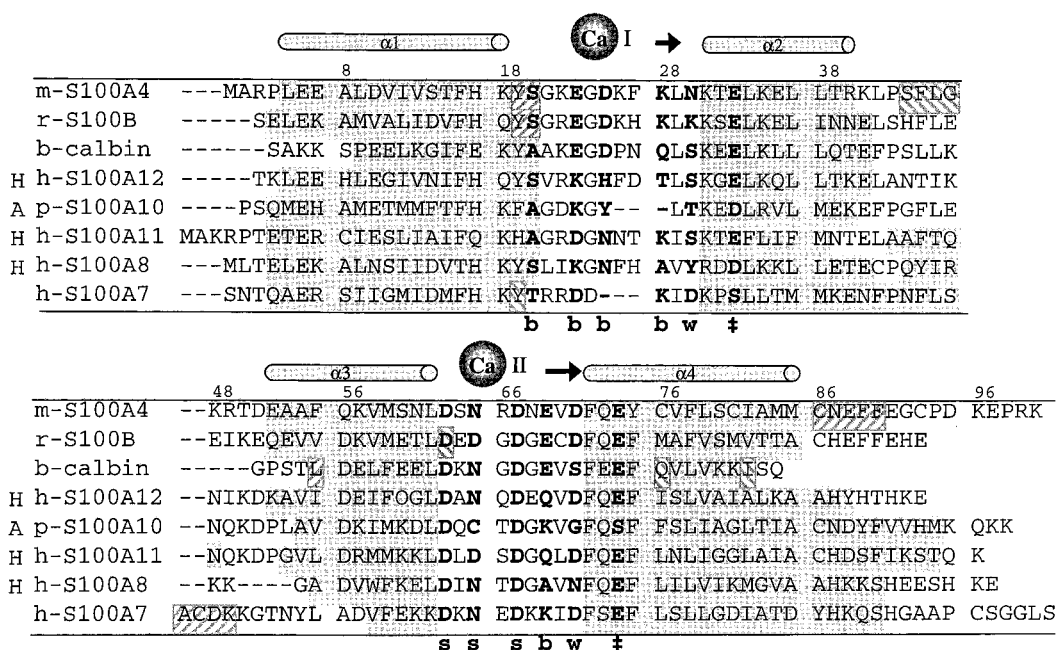 α1 Ca I α2
8 18 28 38
m-S100A4 ---MARPLEE ALDVIVSTFH KYSGKEGDKF KLNKTELKEL LTRKLPSFLG
r-S100B -----SELEK AMVALIDVFH QYSGREGDKH KLKKSELKEL INNELSHFLE
b-calbin ------SAKK SPEELKGIFE KYAAKEGDPN QLSKEELKLL LQTEFPSLLK
H h-S100A12 -----TKLEE HLEGIVNIFH QYSVRKGHFD TLSKGELKQL LTKELANTIK
A p-S100A10 ----PSQMEH AMETMMFTFH KFAGDKGY-- -LTKEDLRVL MEKEFPGFLE
H h-S100A11 MAKRPTETER CIESLIAIFQ KHAGRDGNNT KISKTEFLIF MNTELAAFTQ
H h-S100A8 ----MLTELEK ALNSIIDVTH KYSLIKGNFH AVYRDDLKKL LETECPQYIR
h-S100A7 ---SNTQAER SIIGMIDMFH KYTRRDD--- KIDKPSLLTM MKENFPNFLS
b b b b w ‡
α3 Ca II α4
48 56 66 76 86 96
m-S100A4 --KRTDEAAF QKVMSNLDSN RDNEVDFQEY CVFLSCIAMM CNEFFEGCPD KEPRK
r-S100B --EIKEQEVV DKVMETLDED GDGECDFQEF MAFVSMVTTA CHEFFEHE
b-calbin -----GPSTL DELFEELDKN GDGEVSFEEF QVLVKKISQ
H h-S100A12 NIKDKAVI DEIFQGLDAN QDEQVDFQEF ISLVAIALKA AHYHTHKE
A p-S100A10 NQKDPLAV DKIMKDLDQC TDGKVGFQSF FSLIAGLTIA CNDYFVVHMK QKK
H h-S100A11 NQKDPGVL DRMMKKLDLD SDGQLDFQEF LNLIGGLAIA CHDSFIKSTQ K
H h-S100A8 --KK----GA DVWFKELDIN TDGAVNFQEF LILVIKMGVA AHKKSHEESH KE
h-S100A7 ACDKKGTNYLA DVFEKKDKN EDKKIDFSEF LSLLGDIATD YHKQSHGAAP CSGGLS
s s s b w ‡